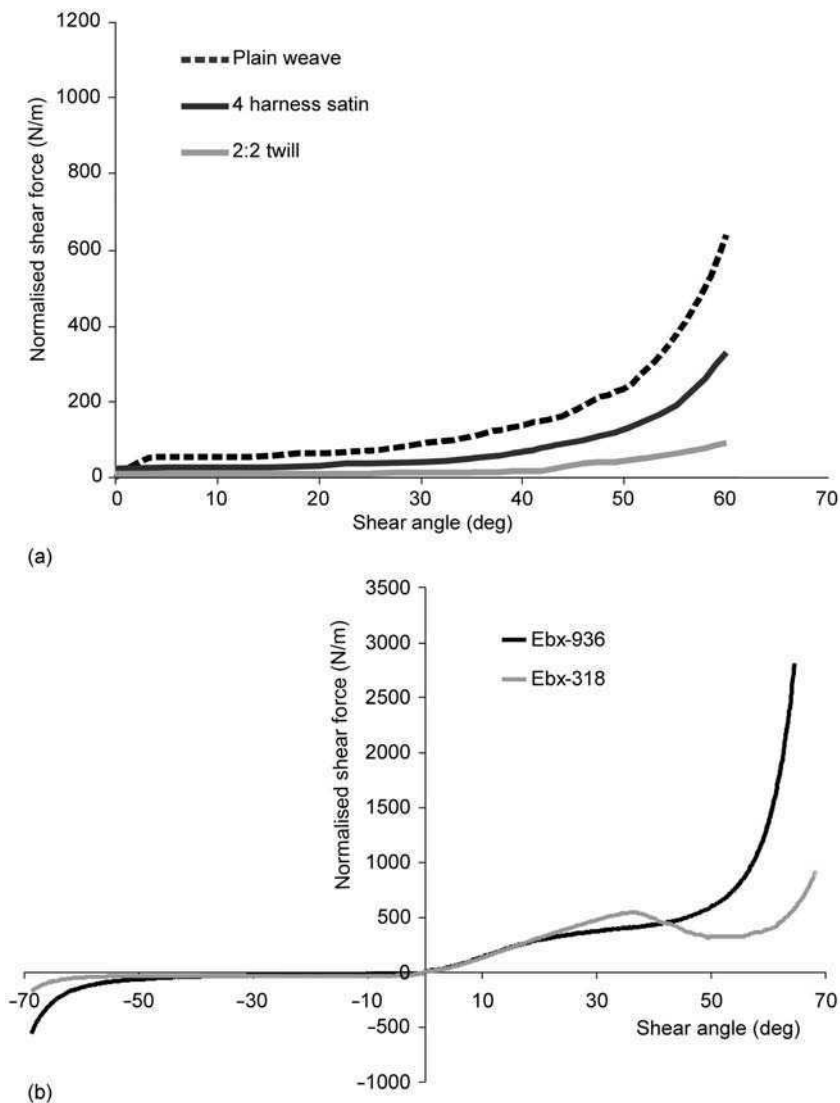 1200
1000
800
600
400
200
0
Normalised shear force (N/m)
Plain weave
4 harness satin
2:2 twill
0 10 20 30 40 50 60 70
Shear angle (deg)
(a)
3500
3000
2500
2000
1500
1000
500
0
-500
-1000
Normalised shear force (N/m)
Ebx-936
Ebx-318
-70 -50 -30 -10 10 30 50 70
Shear angle (deg)
(b)